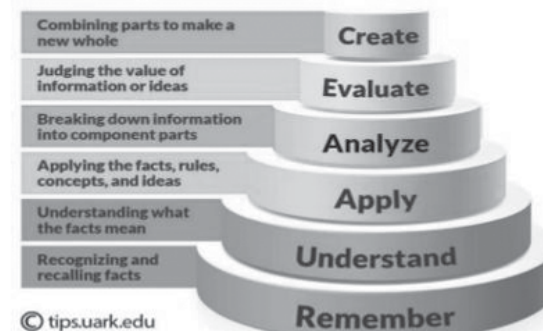 Combining parts to make a
new whole
Create
Judging the value of
information or ideas
Evaluate
Breaking down information
into component parts
Analyze
Applying the facts, rules,
concepts, and ideas
Apply
Understanding what
the facts mean
Understand
Recognizing and
recalling facts
Remember
© tips.uark.edu